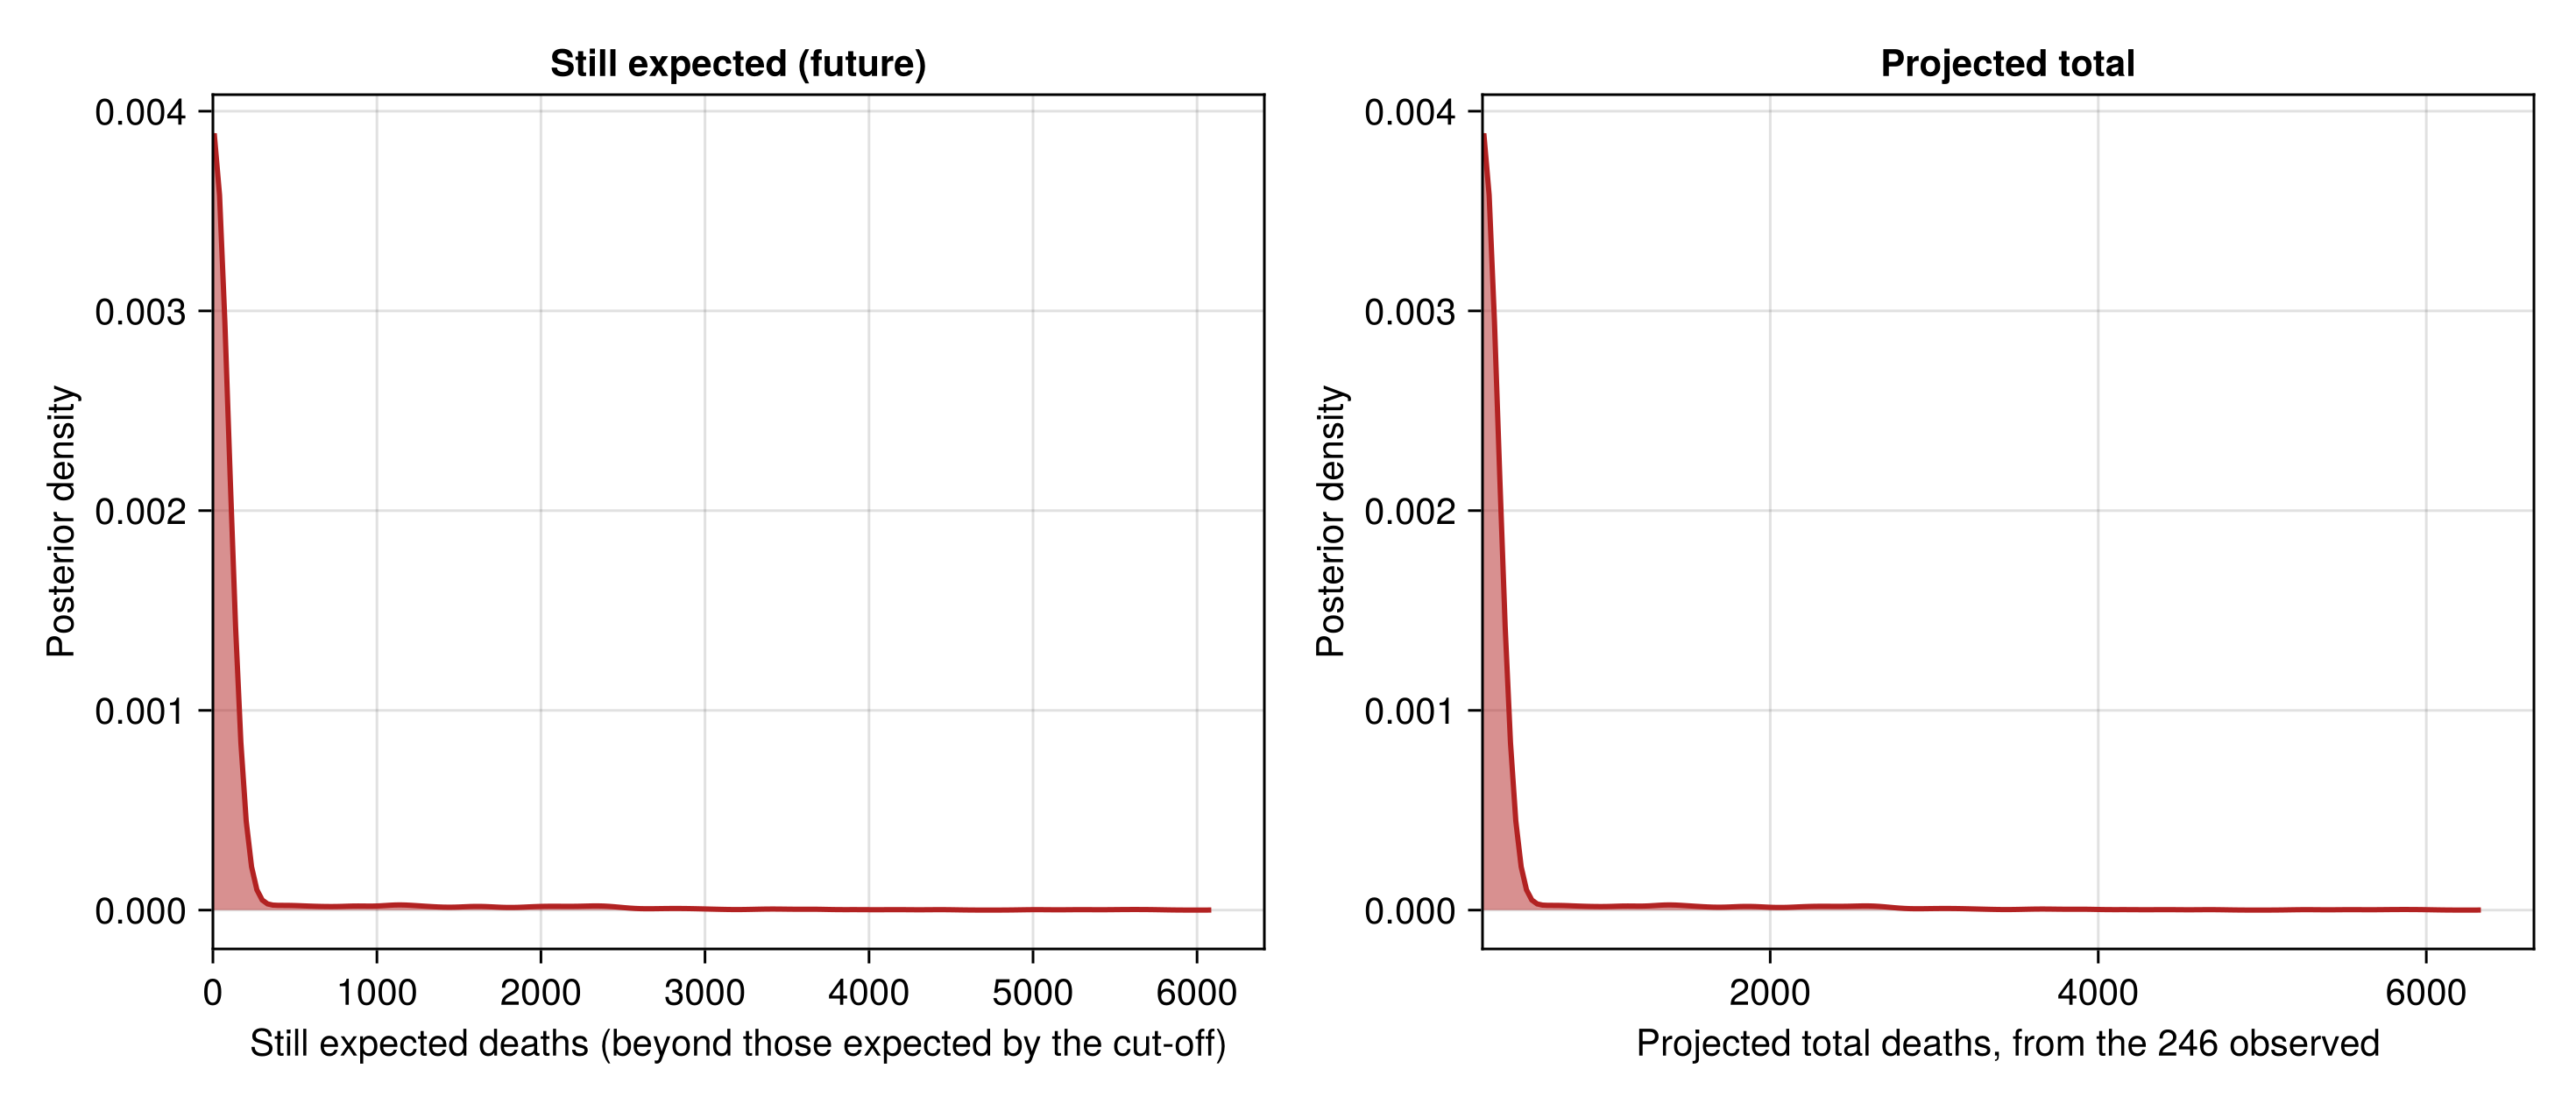 Still expected (future)
Posterior density
0.004
0.003
0.002
0.001
0.000
0 1000 2000 3000 4000 5000 6000
Still expected deaths (beyond those expected by the cut-off)
Projected total
Posterior density
0.004
0.003
0.002
0.001
0.000
2000 4000 6000
Projected total deaths, from the 246 observed